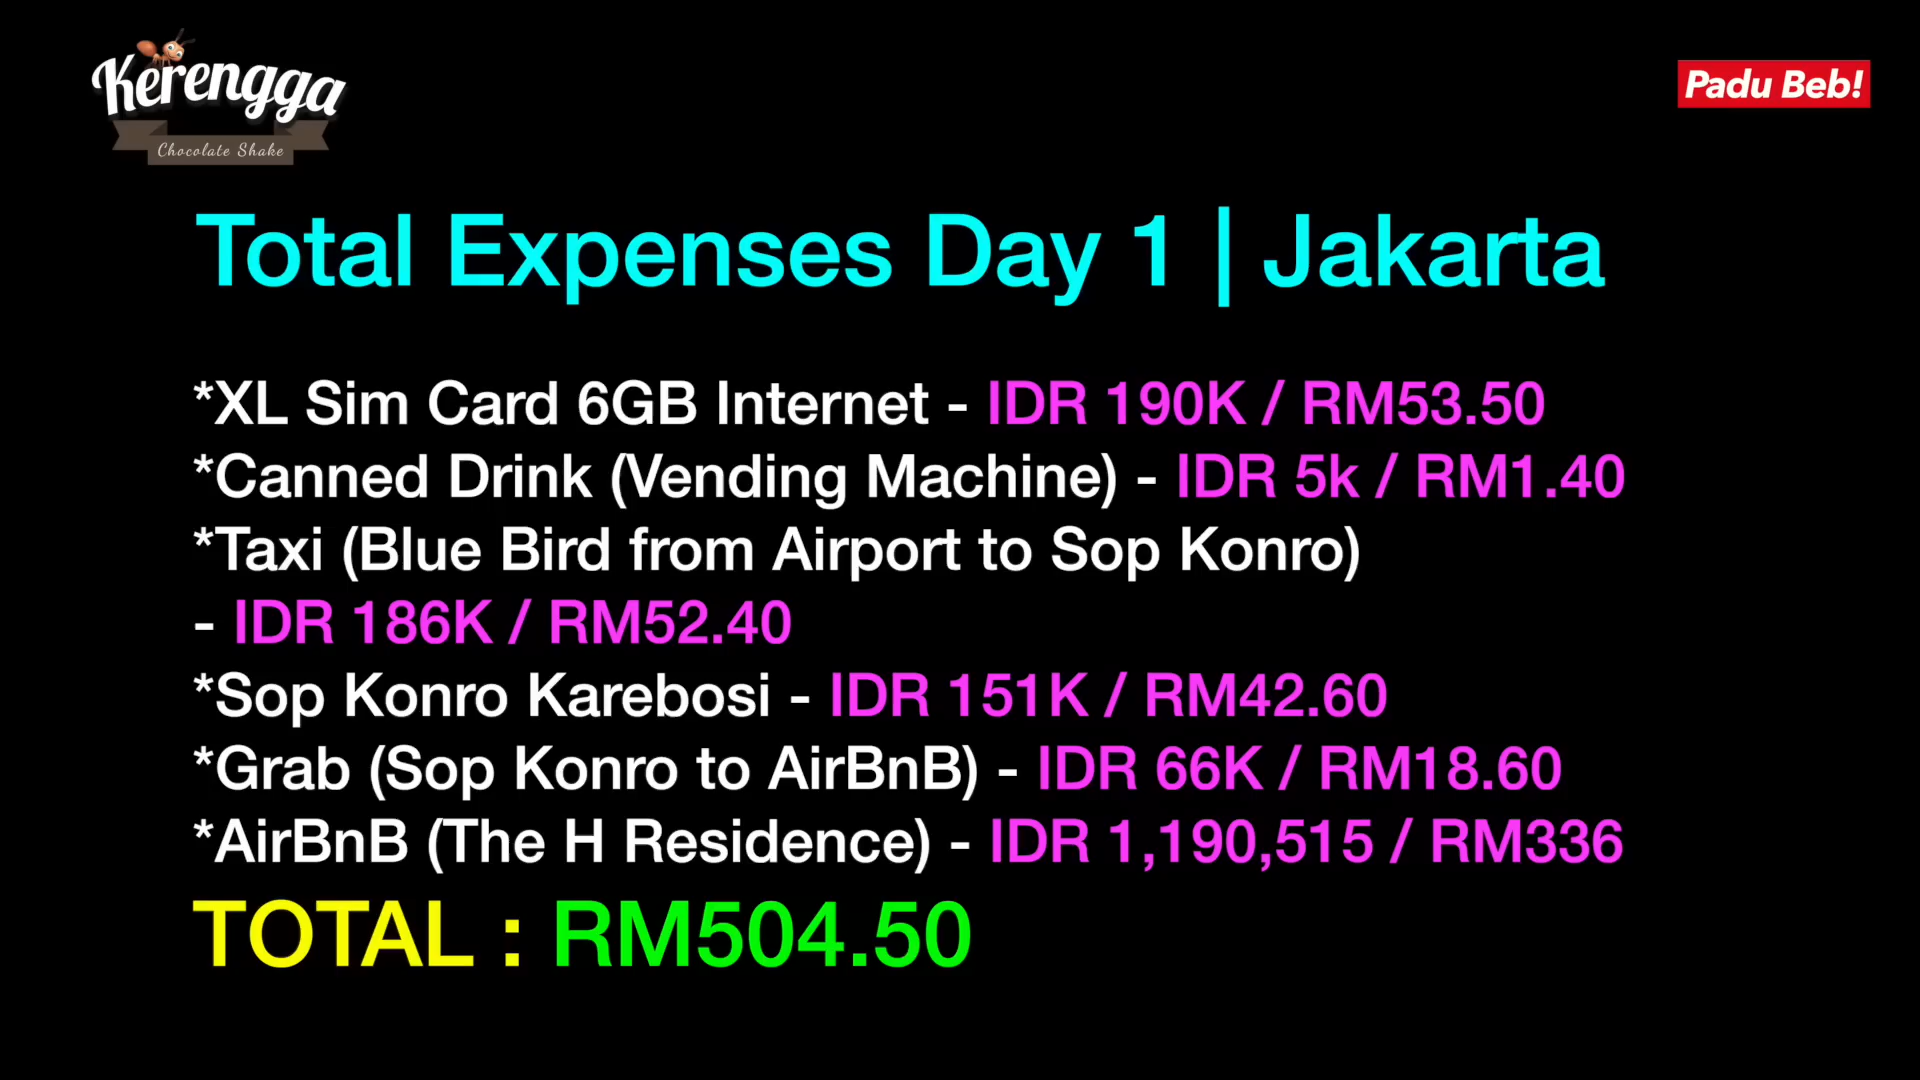 Kerengga
Chocolate Shake
Padu Beb!
Total Expenses Day 1 | Jakarta
*XL Sim Card 6GB Internet - IDR 190K / RM53.50
*Canned Drink (Vending Machine) - IDR 5k / RM1.40
*Taxi (Blue Bird from Airport to Sop Konro)
- IDR 186K / RM52.40
*Sop Konro Karebosi - IDR 151K / RM42.60
*Grab (Sop Konro to AirBnB) - IDR 66K / RM18.60
*AirBnB (The H Residence) - IDR 1,190,515 / RM336
TOTAL : RM504.50